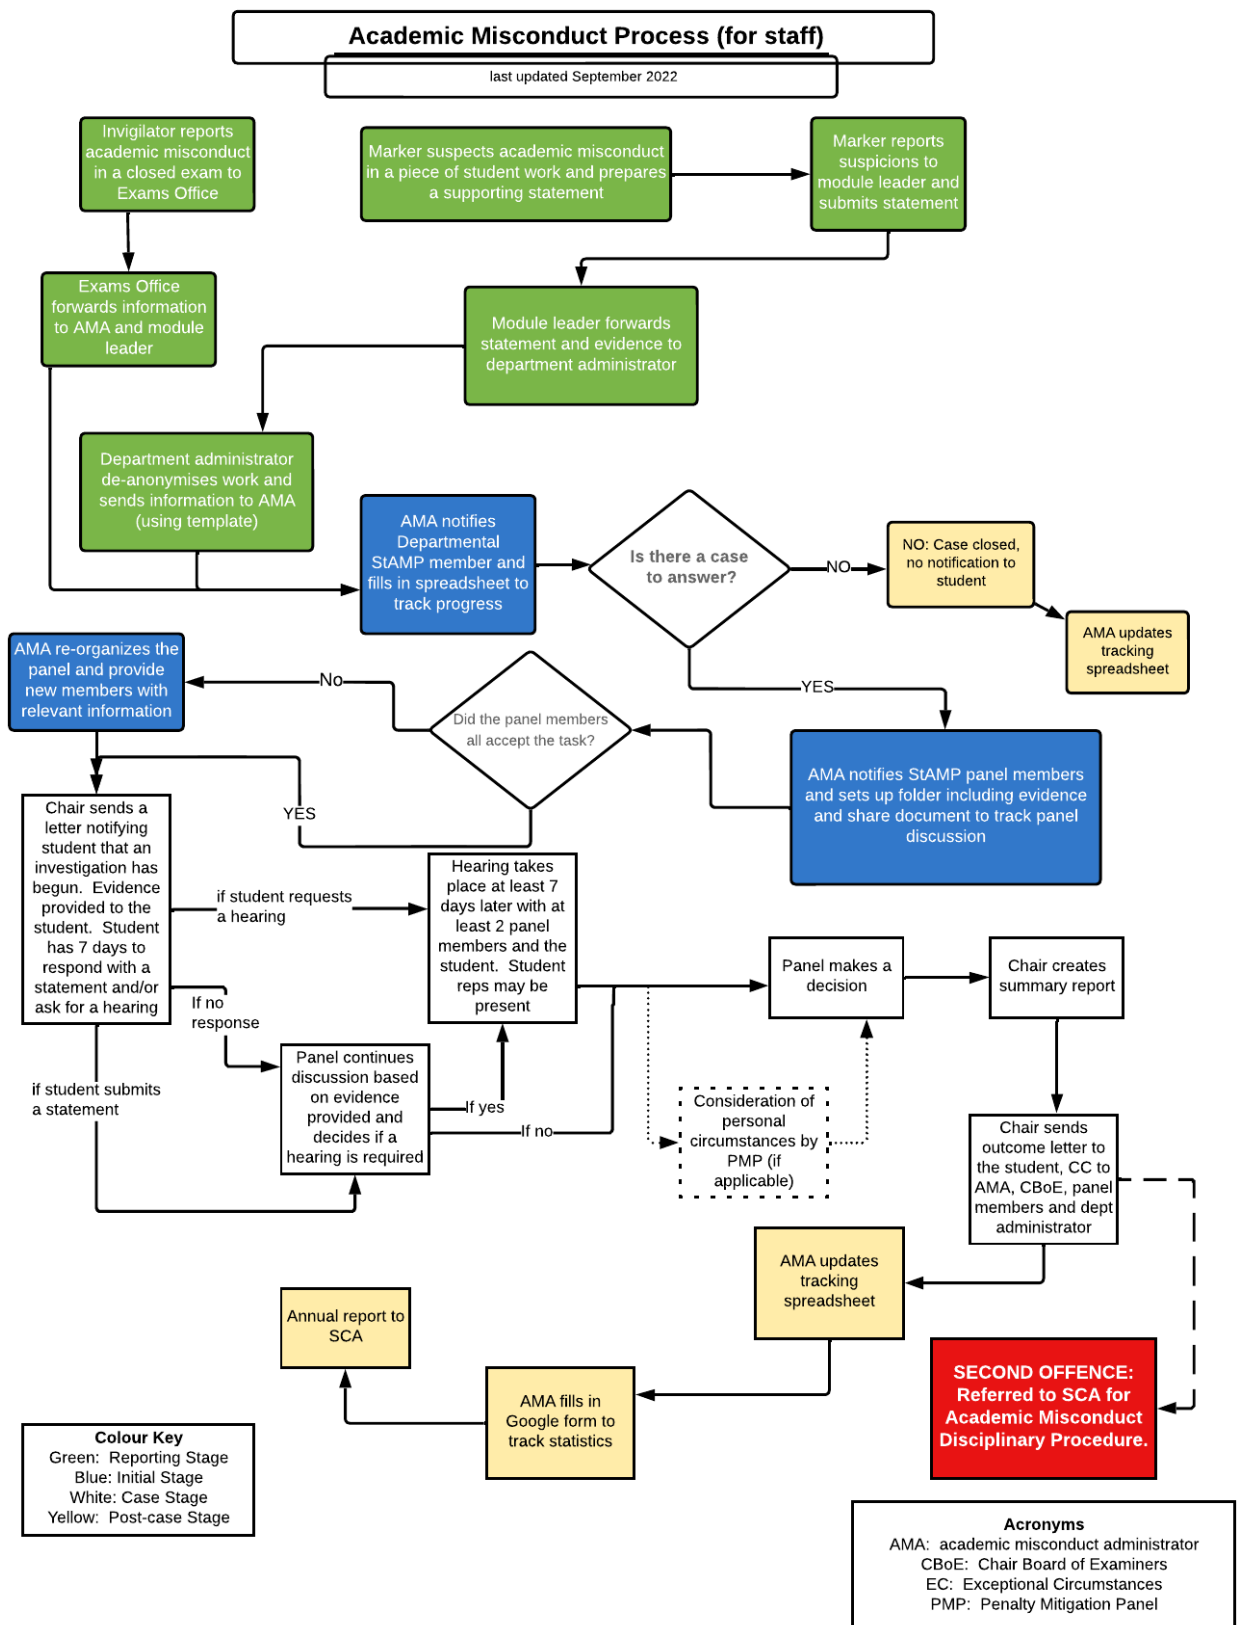 Academic Misconduct Process (for staff)
last updated September 2022
Invigilator reports
academic misconduct
in a closed exam to
Exams Office
Marker suspects academic misconduct
in a piece of student work and prepares
a supporting statement
Marker reports
suspicions to
module leader and
submits statement
Exams Office
forwards information
to AMA and module
leader
Module leader forwards
statement and evidence to
department administrator
Department administrator
de-anonymises work and
sends information to AMA
(using template)
AMA notifies
Departmental
StAMP member and
fills in spreadsheet to
track progress
Is there a case
to answer?
NO
NO: Case closed,
no notification to
student
AMA updates
tracking
spreadsheet
YES
AMA notifies StAMP panel members
and sets up folder including evidence
and share document to track panel
discussion
Did the panel members
all accept the task?
No
AMA re-organizes the
panel and provide
new members with
relevant information
YES
Chair sends a
letter notifying
student that an
investigation has
begun. Evidence
provided to the
student. Student
has 7 days to
respond with a
statement and/or
ask for a hearing
if student requests
a hearing
Hearing takes
place at least 7
days later with at
least 2 panel
members and the
student. Student
reps may be
present
If no
response
if student submits
a statement
Panel continues
discussion based
on evidence
provided and
decides if a
hearing is required
If yes
If no
Consideration of
personal
circumstances by
PMP (if
applicable)
Panel makes a
decision
Chair creates
summary report
Chair sends
outcome letter to
the student, CC to
AMA, CBoE, panel
members and dept
administrator
AMA updates
tracking
spreadsheet
SECOND OFFENCE:
Referred to SCA for
Academic Misconduct
Disciplinary Procedure.
AMA fills in
Google form to
track statistics
Annual report to
SCA
Colour Key
Green: Reporting Stage
Blue: Initial Stage
White: Case Stage
Yellow: Post-case Stage
Acronyms
AMA: academic misconduct administrator
CBoE: Chair Board of Examiners
EC: Exceptional Circumstances
PMP: Penalty Mitigation Panel